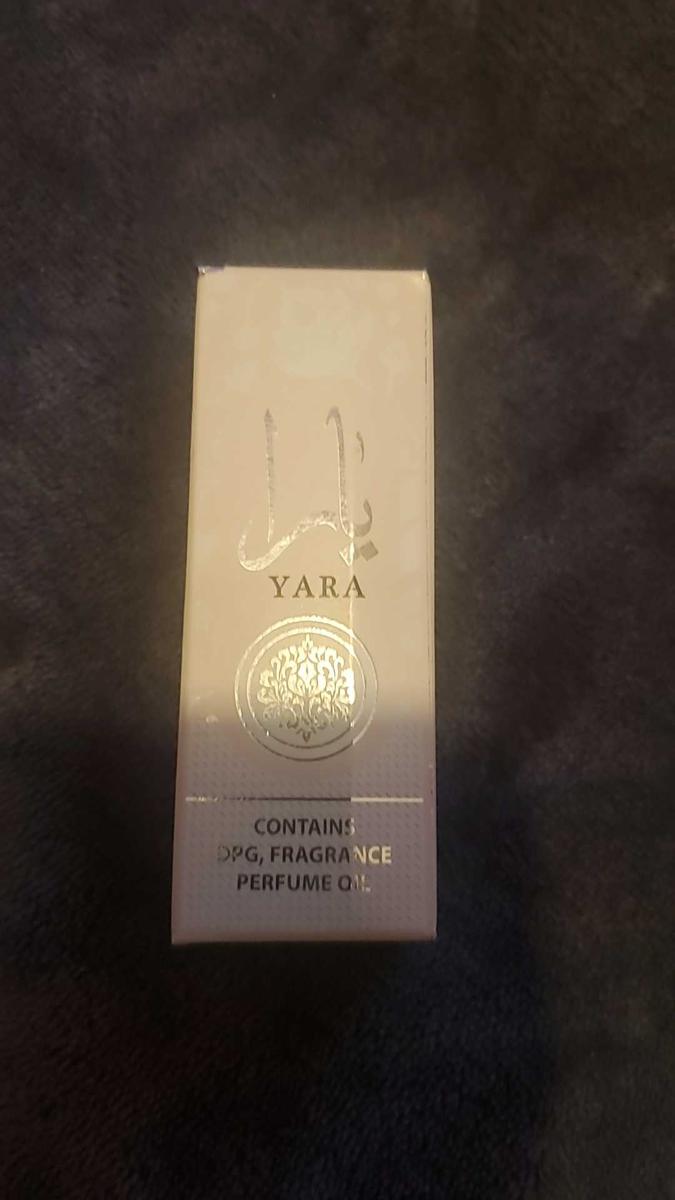 يارا
YARA
CONTAINS
DPG, FRAGRANCE
PERFUME OIL